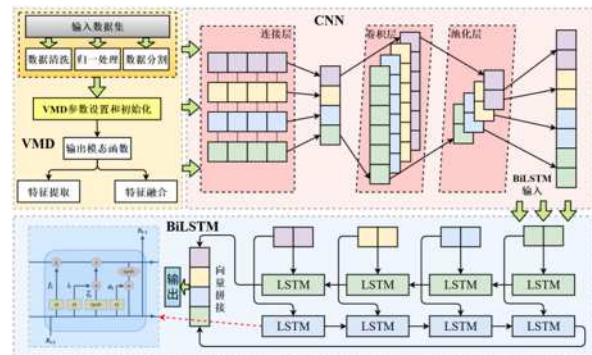 输入数据集
数据清洗
归一处理
数据分割
VMD参数设置和初始化
VMD
输出模态函数
特征提取
特征融合
CNN
连接层
卷积层
池化层
BiLSTM
输入
BiLSTM
输出
向量拼接
LSTM
LSTM
LSTM
LSTM
LSTM
LSTM
LSTM
LSTM